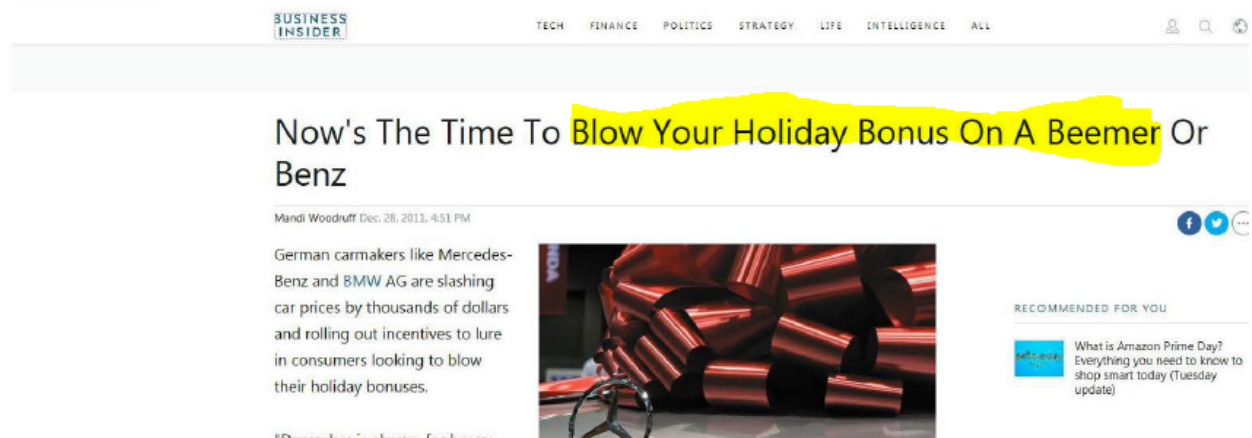 BUSINESS
INSIDER
TECH FINANCE POLITICS STRATEGY LIFE INTELLIGENCE ALL
Now's The Time To Blow Your Holiday Bonus On A Beemer Or
Benz
Mandi Woodruff Dec. 28, 2011, 4:51 PM
German carmakers like Mercedes-
Benz and BMW AG are slashing
car prices by thousands of dollars
and rolling out incentives to lure
in consumers looking to blow
their holiday bonuses.
NDA
RECOMMENDED FOR YOU
What is Amazon Prime Day?
Everything you need to know to
shop smart today (Tuesday
update)